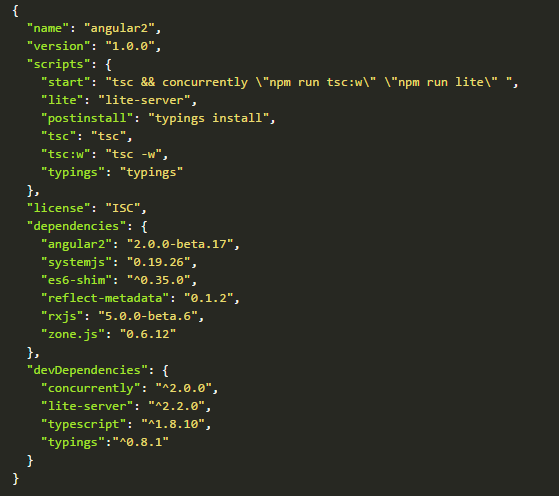 {
  "name": "angular2",
  "version": "1.0.0",
  "scripts": {
    "start": "tsc && concurrently \"npm run tsc:w\" \"npm run lite\" ",
    "lite": "lite-server",
    "postinstall": "typings install",
    "tsc": "tsc",
    "tsc:w": "tsc -w",
    "typings": "typings"
  },
  "license": "ISC",
  "dependencies": {
    "angular2": "2.0.0-beta.17",
    "systemjs": "0.19.26",
    "es6-shim": "^0.35.0",
    "reflect-metadata": "0.1.2",
    "rxjs": "5.0.0-beta.6",
    "zone.js": "0.6.12"
  },
  "devDependencies": {
    "concurrently": "^2.0.0",
    "lite-server": "^2.2.0",
    "typescript": "^1.8.10",
    "typings":"^0.8.1"
  }
}